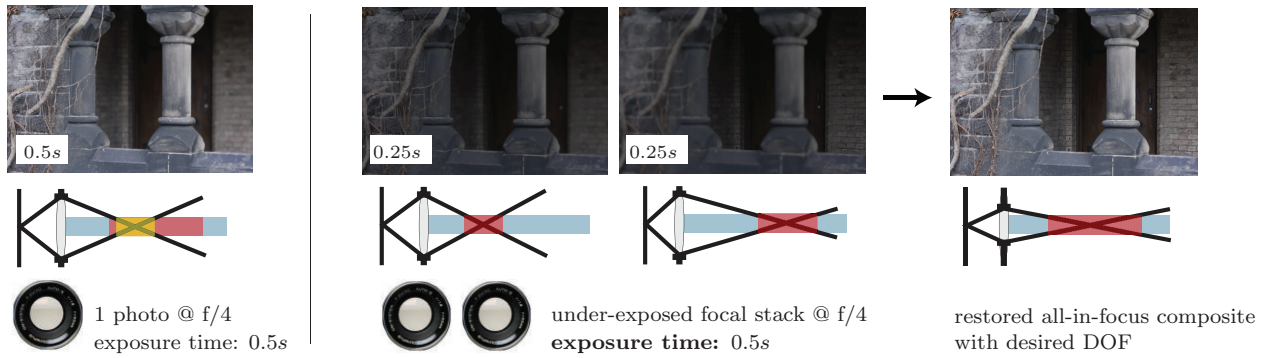 0.5s
0.25s
0.25s
1 photo @ f/4
exposure time: 0.5s
under-exposed focal stack @ f/4
exposure time: 0.5s
restored all-in-focus composite
with desired DOF